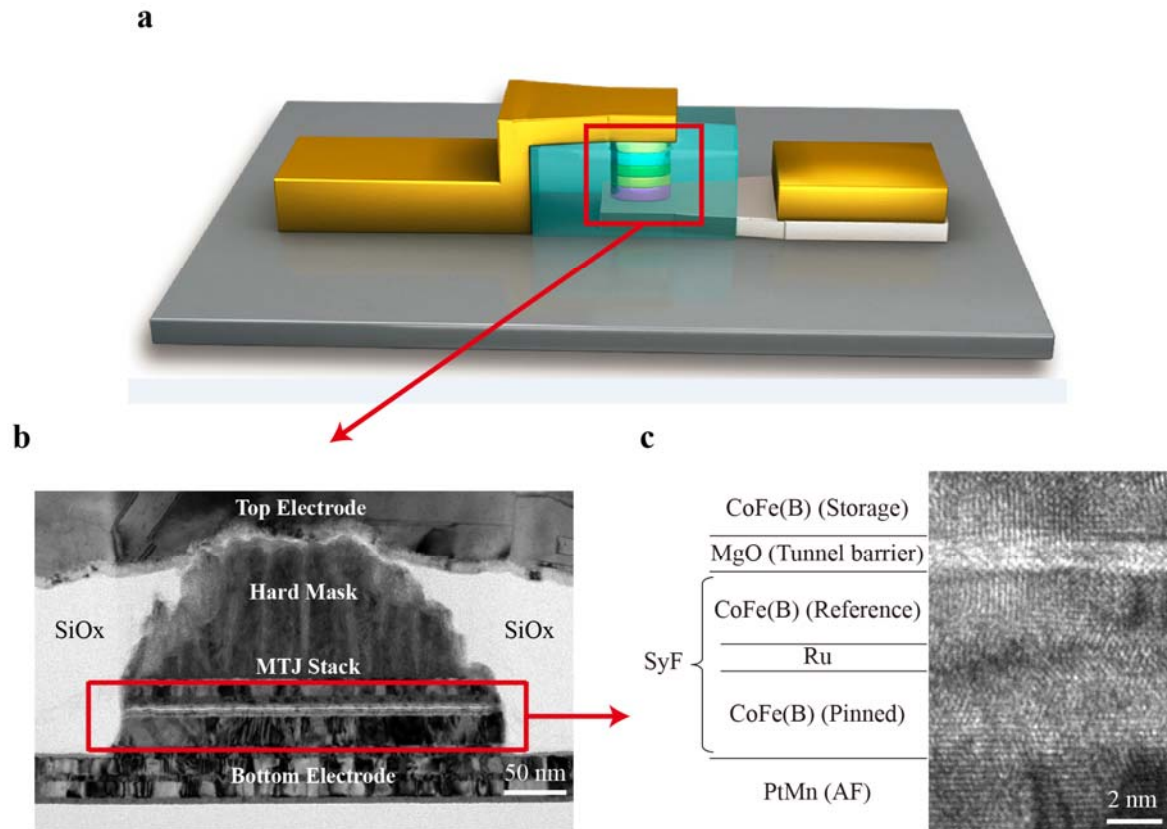 a
b
Top Electrode
Hard Mask
SiOx
SiOx
MTJ Stack
Bottom Electrode
50 nm
c
CoFe(B) (Storage)
MgO (Tunnel barrier)
CoFe(B) (Reference)
SyF
Ru
CoFe(B) (Pinned)
PtMn (AF)
2 nm